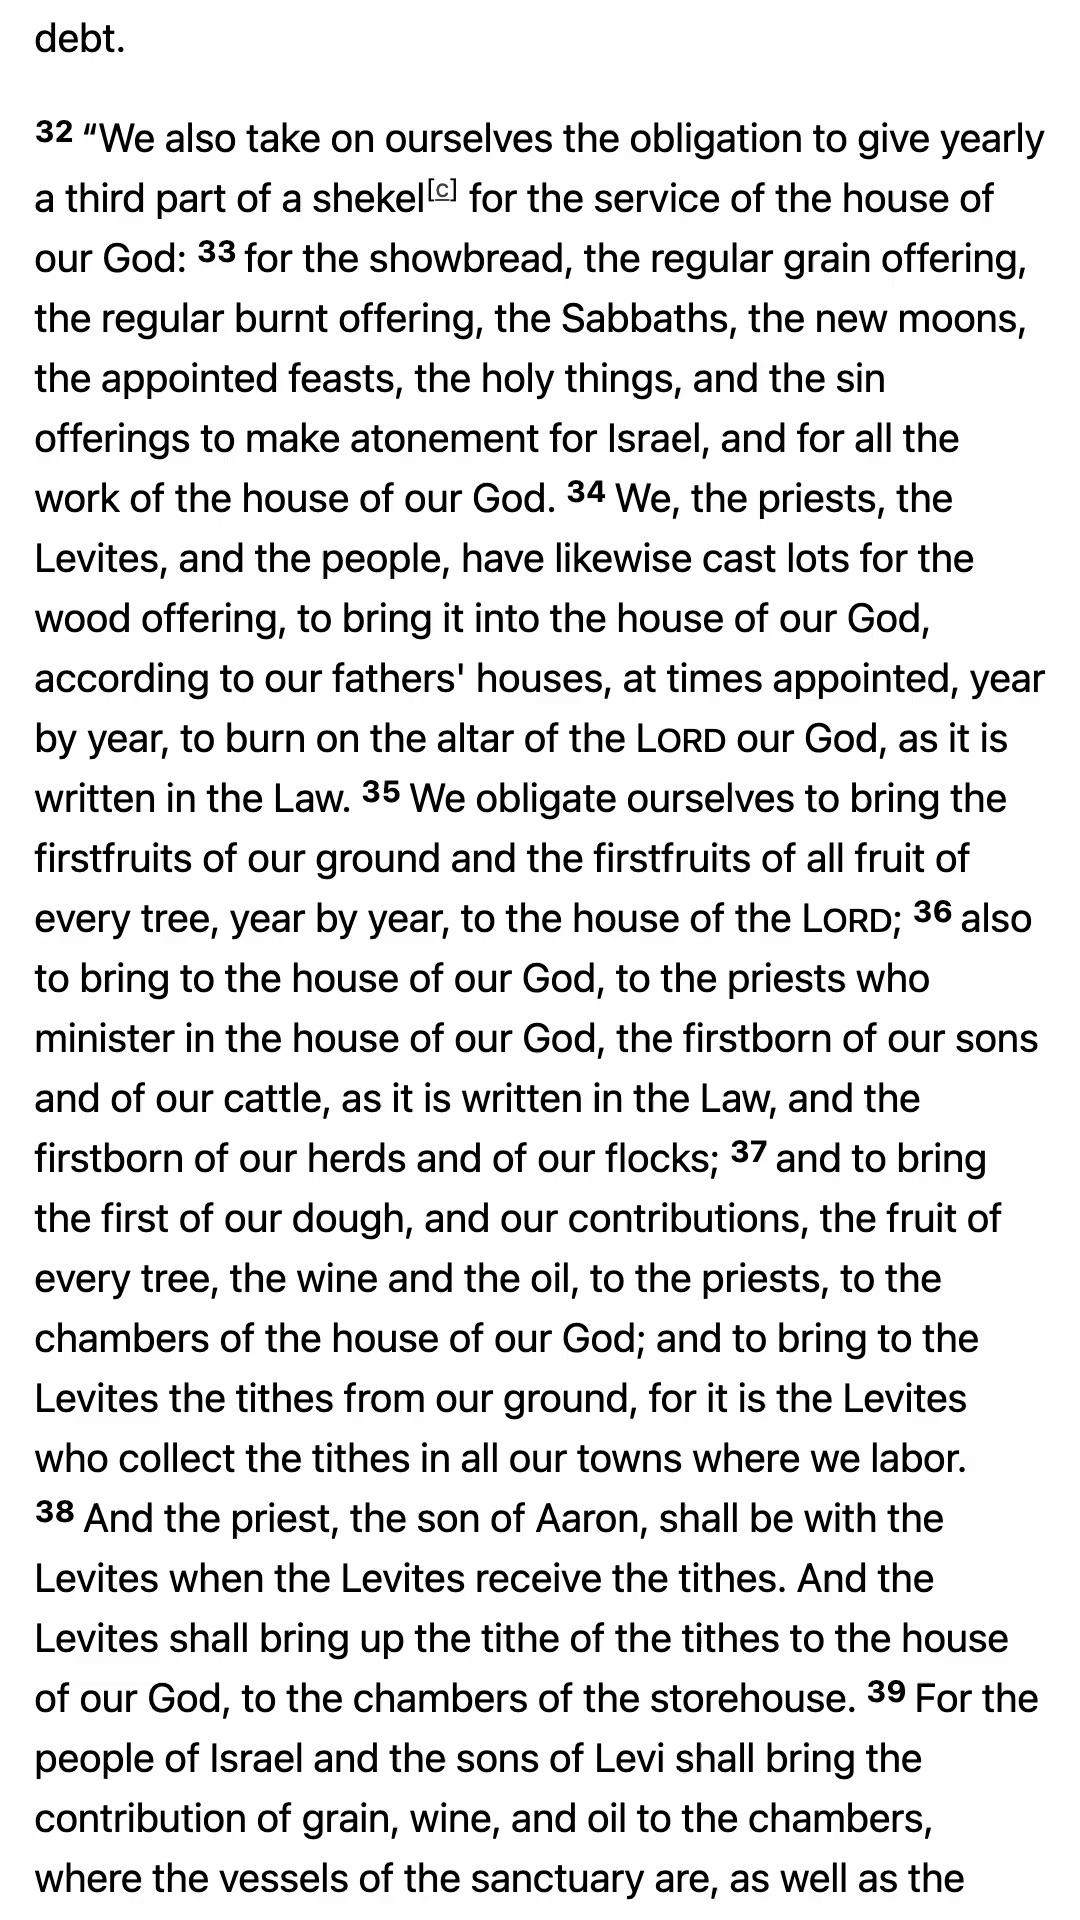 debt.
32 “We also take on ourselves the obligation to give yearly
a third part of a shekel[c] for the service of the house of
our God: 33 for the showbread, the regular grain offering,
the regular burnt offering, the Sabbaths, the new moons,
the appointed feasts, the holy things, and the sin
offerings to make atonement for Israel, and for all the
work of the house of our God. 34 We, the priests, the
Levites, and the people, have likewise cast lots for the
wood offering, to bring it into the house of our God,
according to our fathers' houses, at times appointed, year
by year, to burn on the altar of the LORD our God, as it is
written in the Law. 35 We obligate ourselves to bring the
firstfruits of our ground and the firstfruits of all fruit of
every tree, year by year, to the house of the LORD; 36 also
to bring to the house of our God, to the priests who
minister in the house of our God, the firstborn of our sons
and of our cattle, as it is written in the Law, and the
firstborn of our herds and of our flocks; 37 and to bring
the first of our dough, and our contributions, the fruit of
every tree, the wine and the oil, to the priests, to the
chambers of the house of our God; and to bring to the
Levites the tithes from our ground, for it is the Levites
who collect the tithes in all our towns where we labor.
38 And the priest, the son of Aaron, shall be with the
Levites when the Levites receive the tithes. And the
Levites shall bring up the tithe of the tithes to the house
of our God, to the chambers of the storehouse. 39 For the
people of Israel and the sons of Levi shall bring the
contribution of grain, wine, and oil to the chambers,
where the vessels of the sanctuary are, as well as the